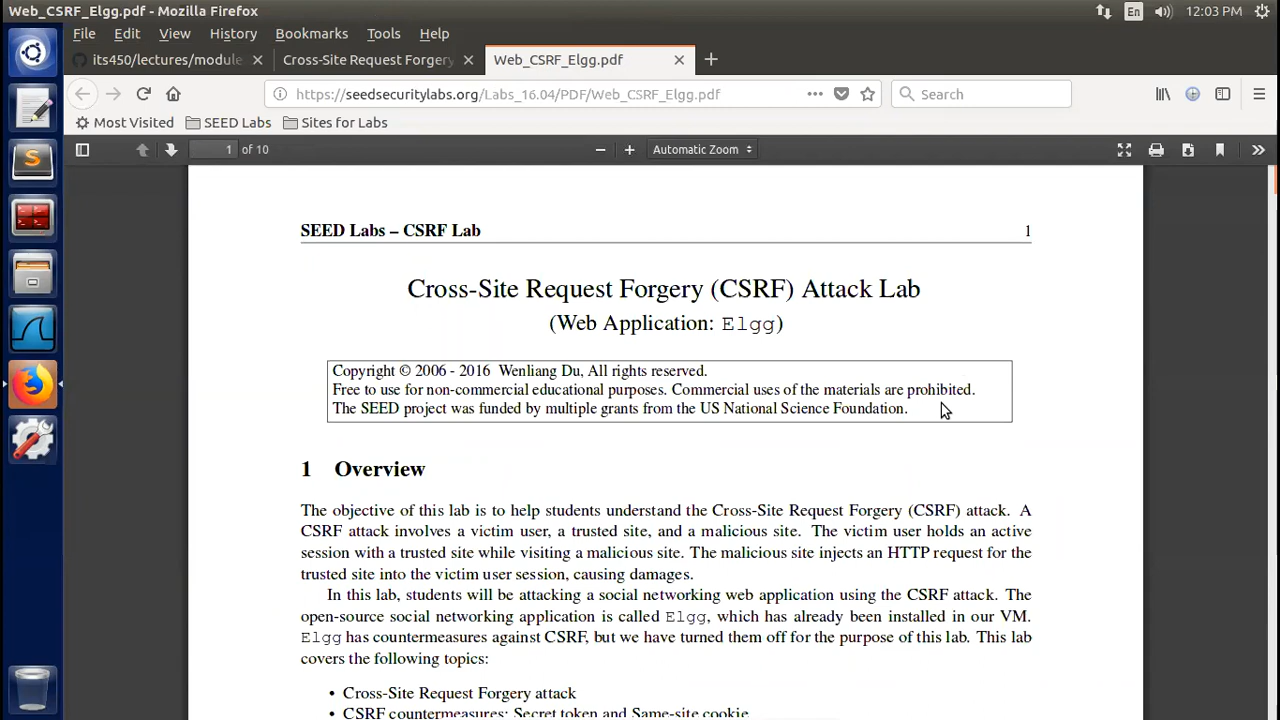 Web_CSRF_Elgg.pdf - Mozilla Firefox
En
12:03 PM
File Edit View History Bookmarks Tools Help
its450/lectures/module
Cross-Site Request Forgery
Web_CSRF_Elgg.pdf
https://seedsecuritylabs.org/Labs_16.04/PDF/Web_CSRF_Elgg.pdf
Search
Most Visited SEED Labs Sites for Labs
1 of 10
Automatic Zoom
SEED Labs – CSRF Lab 1
Cross-Site Request Forgery (CSRF) Attack Lab
(Web Application: Elgg)
Copyright © 2006 - 2016 Wenliang Du, All rights reserved.
Free to use for non-commercial educational purposes. Commercial uses of the materials are prohibited.
The SEED project was funded by multiple grants from the US National Science Foundation.
1 Overview
The objective of this lab is to help students understand the Cross-Site Request Forgery (CSRF) attack. A
CSRF attack involves a victim user, a trusted site, and a malicious site. The victim user holds an active
session with a trusted site while visiting a malicious site. The malicious site injects an HTTP request for the
trusted site into the victim user session, causing damages.
In this lab, students will be attacking a social networking web application using the CSRF attack. The
open-source social networking application is called Elgg, which has already been installed in our VM.
Elgg has countermeasures against CSRF, but we have turned them off for the purpose of this lab. This lab
covers the following topics:
• Cross-Site Request Forgery attack
• CSRF countermeasures: Secret token and Same-site cookie